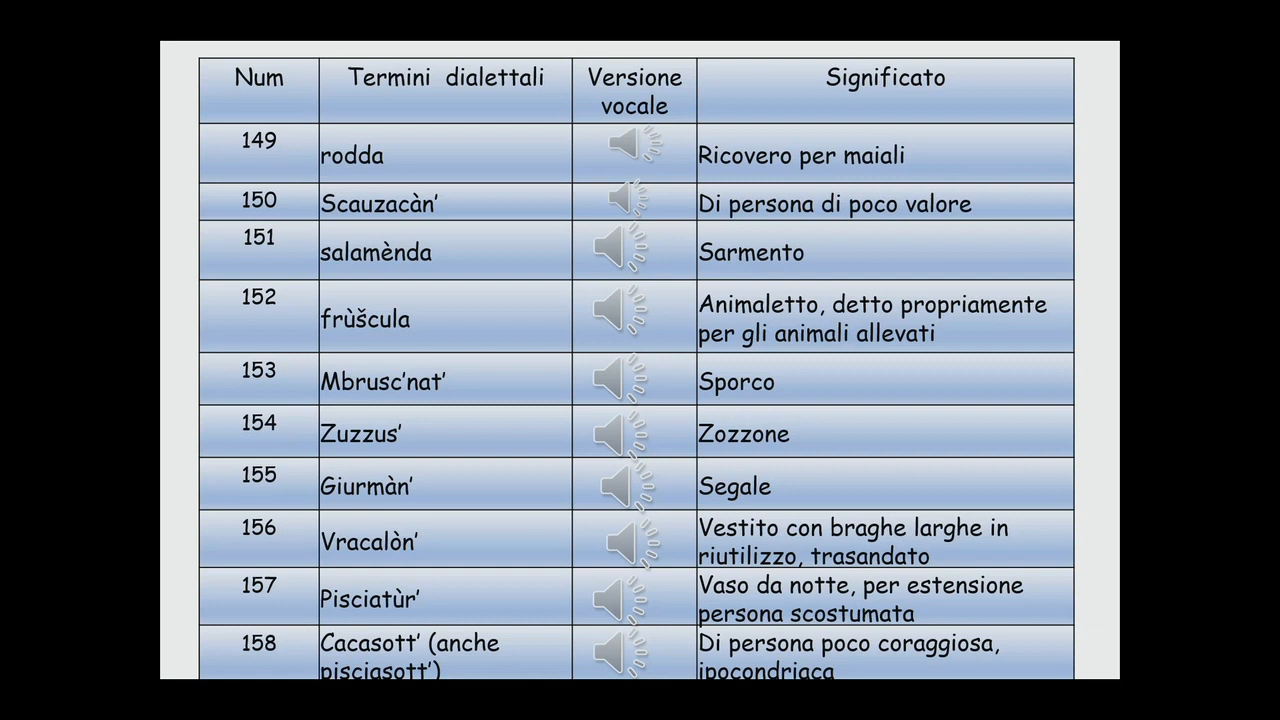 Num Termini dialettali Versione vocale Significato
149 rodda Ricovero per maiali
150 Scauzacàn' Di persona di poco valore
151 salamènda Sarmento
152 frùšcula Animaletto, detto propriamente
per gli animali allevati
153 Mbrusc'nat' Sporco
154 Zuzzus' Zozzone
155 Giurmàn' Segale
156 Vracalòn' Vestito con braghe larghe in
riutilizzo, trasandato
157 Pisciatùr' Vaso da notte, per estensione
persona scostumata
158 Cacasott' (anche Di persona poco coraggiosa,
pisciasott') ipocondriaca